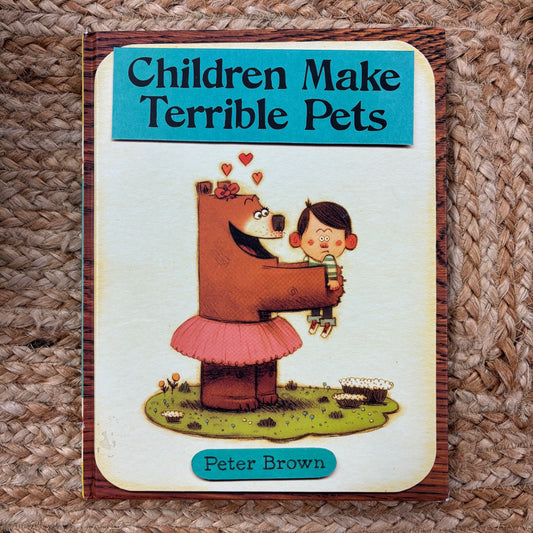 Children Make
Terrible Pets
Peter Brown